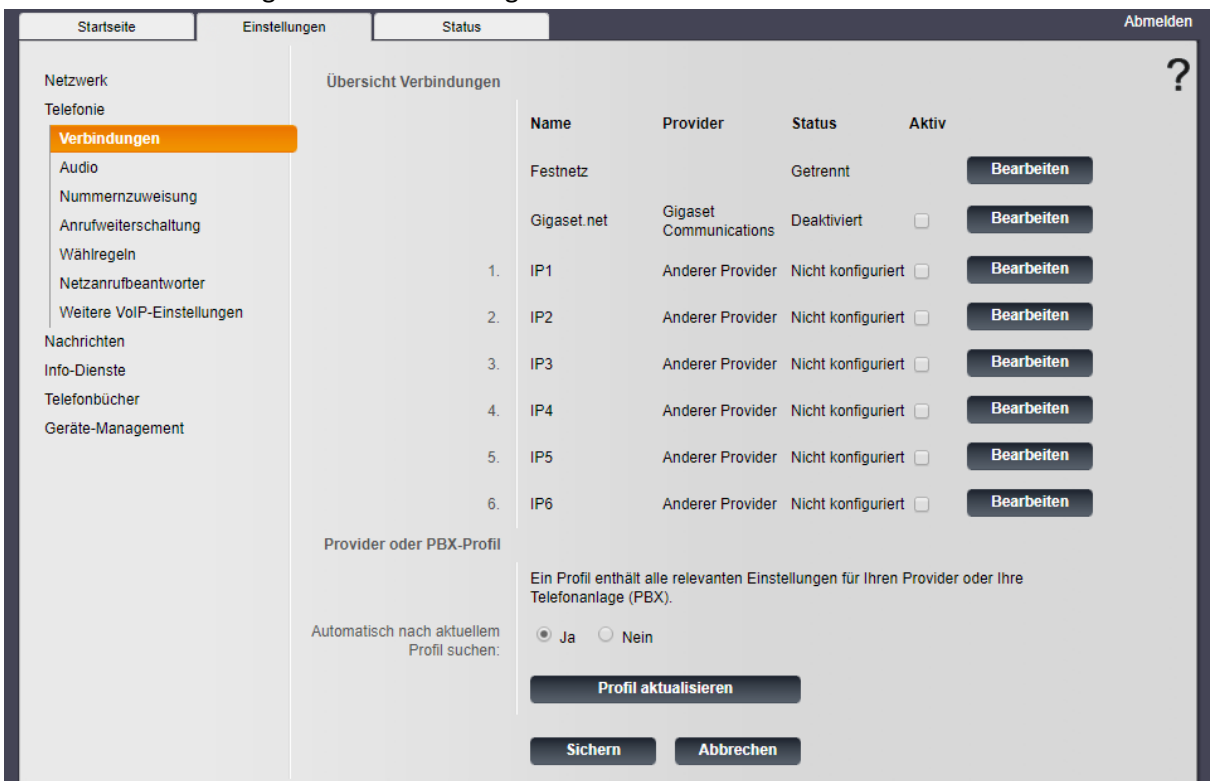 Startseite Einstellungen Status Abmelden
?
Netzwerk
Telefonie
Verbindungen
Audio
Nummernzuweisung
Anrufweiterschaltung
Wählregeln
Netzanrufbeantworter
Weitere VoIP-Einstellungen
Nachrichten
Info-Dienste
Telefonbücher
Geräte-Management
Übersicht Verbindungen
Name Provider Status Aktiv
Festnetz Getrennt Bearbeiten
Gigaset.net Gigaset Communications Deaktiviert Bearbeiten
1. IP1 Anderer Provider Nicht konfiguriert Bearbeiten
2. IP2 Anderer Provider Nicht konfiguriert Bearbeiten
3. IP3 Anderer Provider Nicht konfiguriert Bearbeiten
4. IP4 Anderer Provider Nicht konfiguriert Bearbeiten
5. IP5 Anderer Provider Nicht konfiguriert Bearbeiten
6. IP6 Anderer Provider Nicht konfiguriert Bearbeiten
Provider oder PBX-Profil
Ein Profil enthält alle relevanten Einstellungen für Ihren Provider oder Ihre
Telefonanlage (PBX).
Automatisch nach aktuellem
Profil suchen:
Ja Nein
Profil aktualisieren
Sichern Abbrechen